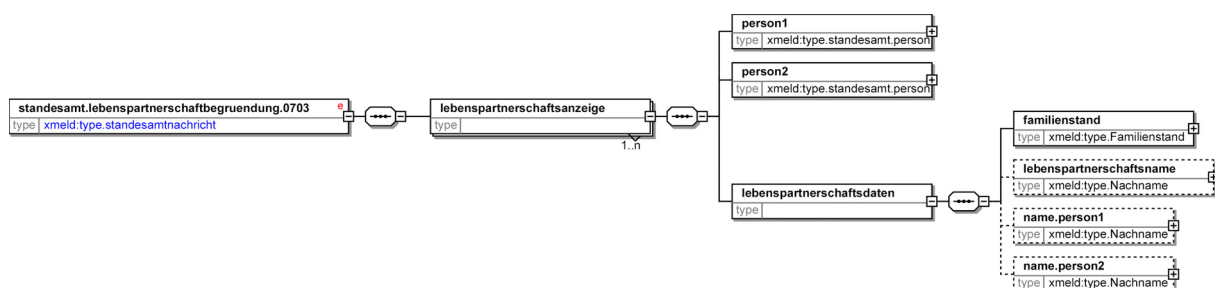 standesamt.lebenspartnerschaftbegruendung.0703 e
type xmeld:type.standesamtnachricht
lebenspartnerschaftsanzeige
type
1..n
person1
type xmeld:type.standesamt.person
person2
type xmeld:type.standesamt.person
lebenspartnerschaftsdaten
type
familienstand
type xmeld:type.Familienstand
lebenspartnerschaftsname
type xmeld:type.Nachname
name.person1
type xmeld:type.Nachname
name.person2
type xmeld:type.Nachname